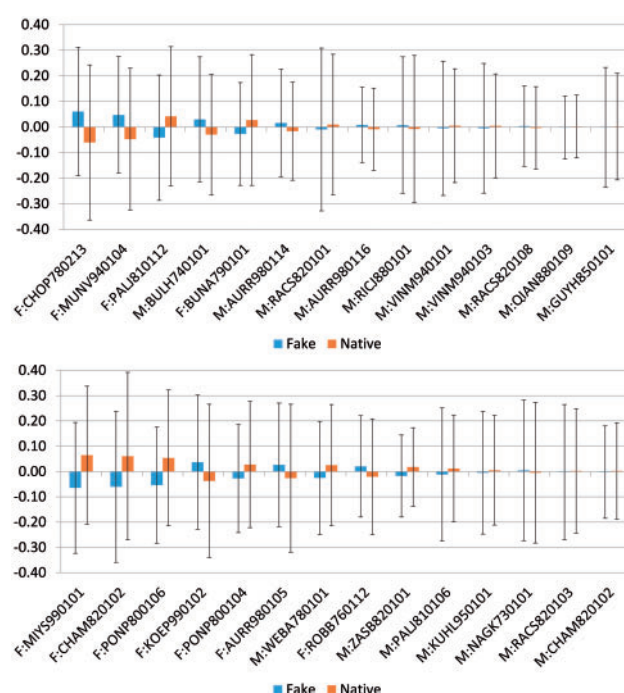 0.40
0.30
0.20
0.10
0.00
-0.10
-0.20
-0.30
-0.40
F:CHOP780213
F:MUNV940104
F:PALJ810112
M:BULH740101
F:BUNA790101
M:AURR980114
M:RACS820101
M:AURR980116
M:RICJ880101
M:VINM940101
M:VINM940103
M:RACS820108
M:QIAN880109
M:GUYH850101
Fake Native
0.40
0.30
0.20
0.10
0.00
-0.10
-0.20
-0.30
-0.40
F:MIYS990101
F:CHAM820102
F:PONP800106
F:KOEP990102
F:PONP800104
F:AURR980105
M:WEBA780101
F:ROBB760112
M:ZASB820101
M:PALJ810106
M:KUHL950101
M:NAGK730101
M:RACS820103
M:CHAM820102
Fake Native